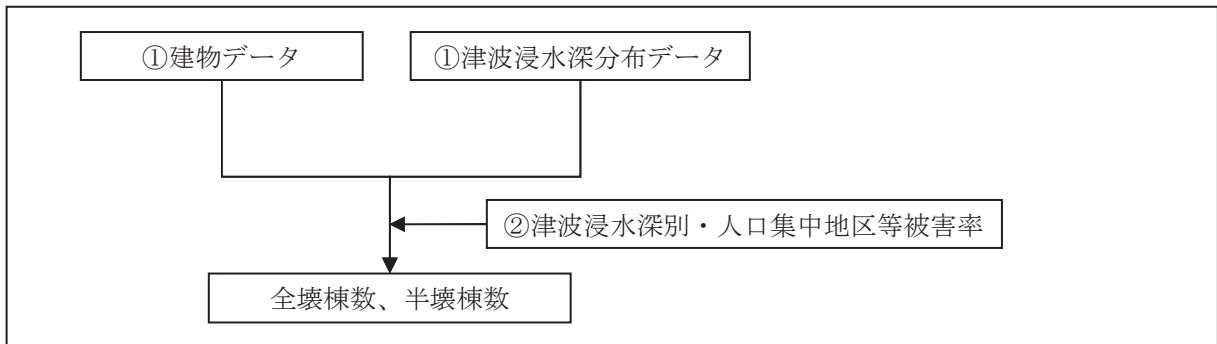 ①建物データ
①津波浸水深分布データ
②津波浸水深別・人口集中地区等被害率
全壊棟数、半壊棟数